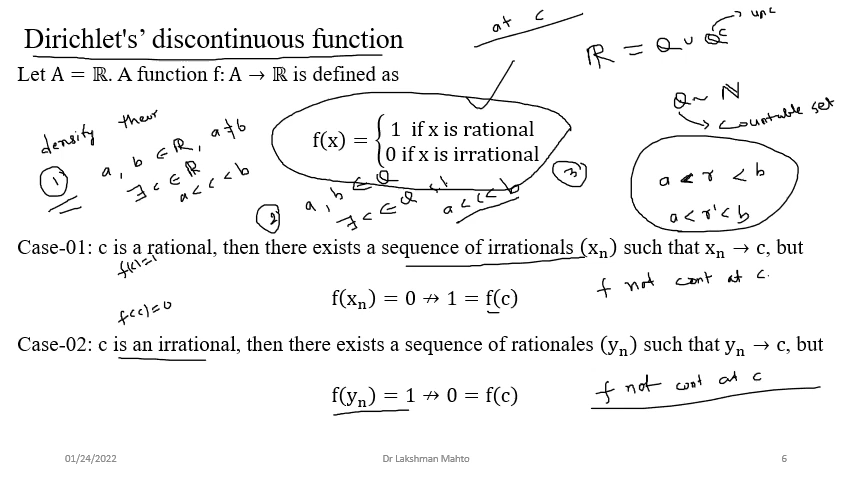 at c
Dirichlet's' discontinuous function
ℝ = Q ∪ Qᶜ → unc
Let A = ℝ. A function f: A → ℝ is defined as
Q ~ ℕ
→ Countable set
density
f(x) = { 1 if x is rational
0 if x is irrational
① a, b ∈ ℝ, a ≠ b
∃ c ∈ ℝ
a < c < b
② a, b ∈ Q
∃ c ∈ Q st
a < c < b
③
a < r < b
a < r' < b
Case-01: c is a rational, then there exists a sequence of irrationals (xₙ) such that xₙ → c, but
f(c)=1
f(xₙ) = 0 ↛ 1 = f(c)
f not cont at c.
f(c)=0
Case-02: c is an irrational, then there exists a sequence of rationales (yₙ) such that yₙ → c, but
f(yₙ) = 1 ↛ 0 = f(c)
f not cont at c
01/24/2022
Dr Lakshman Mahto
6